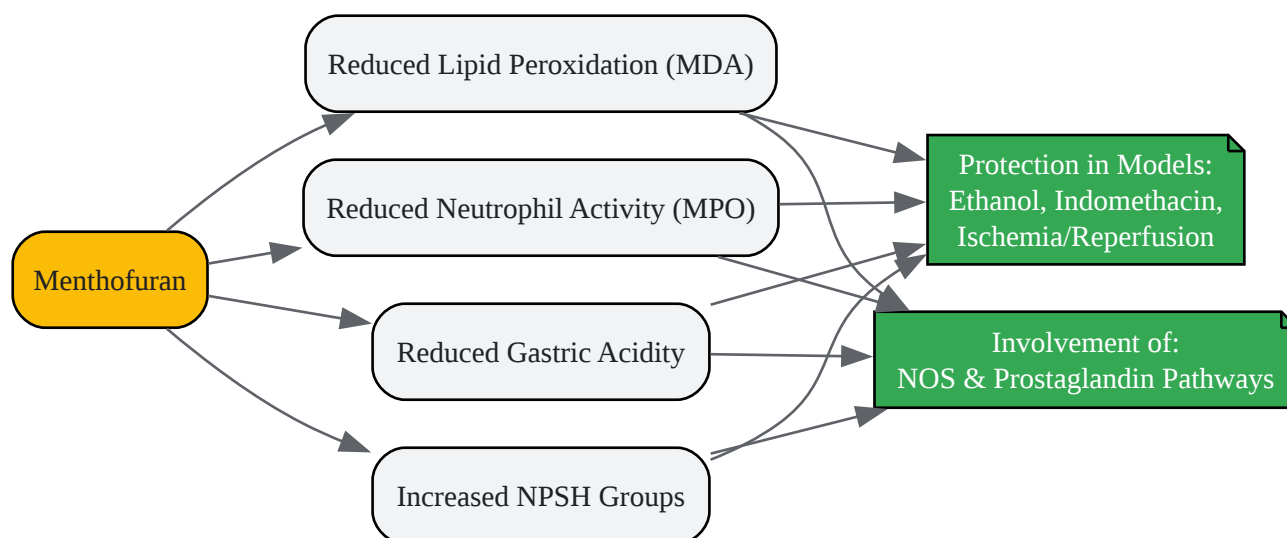 Menthofuran
Reduced Lipid Peroxidation (MDA)
Reduced Neutrophil Activity (MPO)
Reduced Gastric Acidity
Increased NPSH Groups
Protection in Models:
Ethanol, Indomethacin,
Ischemia/Reperfusion
Involvement of:
NOS & Prostaglandin Pathways